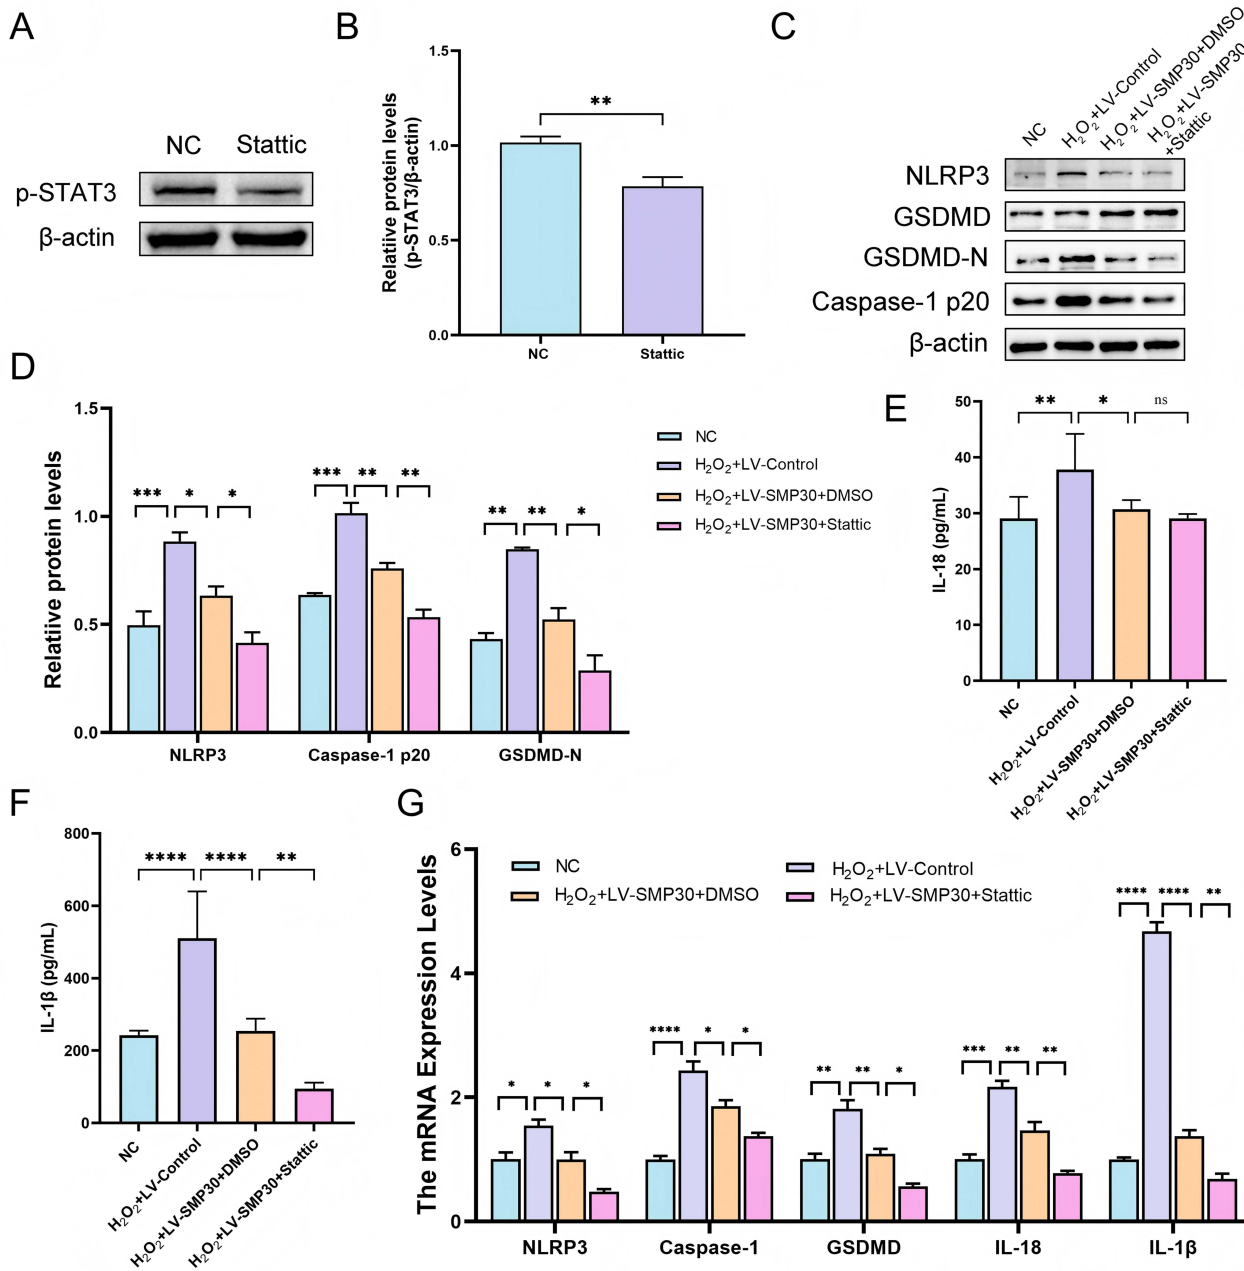 A
NC
Stattic
p-STAT3
β-actin
B
Relatiive protein levels
(p-STAT3/β-actin)
1.5
1.0
0.5
0.0
**
NC
Stattic
C
NC
H₂O₂+LV-Control
H₂O₂+LV-SMP30+DMSO
H₂O₂+LV-SMP30
+Stattic
NLRP3
GSDMD
GSDMD-N
Caspase-1 p20
β-actin
D
Relative protein levels
1.5
1.0
0.5
0.0
*** * *
*** ** **
** ** *
NLRP3
Caspase-1 p20
GSDMD-N
NC
H₂O₂+LV-Control
H₂O₂+LV-SMP30+DMSO
H₂O₂+LV-SMP30+Stattic
E
IL-18 (pg/mL)
50
40
30
20
10
0
** * ns
NC
H₂O₂+LV-Control
H₂O₂+LV-SMP30+DMSO
H₂O₂+LV-SMP30+Stattic
F
IL-1β (pg/mL)
800
600
400
200
0
**** **** **
NC
H₂O₂+LV-Control
H₂O₂+LV-SMP30+DMSO
H₂O₂+LV-SMP30+Stattic
G
The mRNA Expression Levels
6
4
2
0
NC
H₂O₂+LV-Control
H₂O₂+LV-SMP30+DMSO
H₂O₂+LV-SMP30+Stattic
* * *
**** * *
** ** *
*** ** **
**** **** **
NLRP3
Caspase-1
GSDMD
IL-18
IL-1β